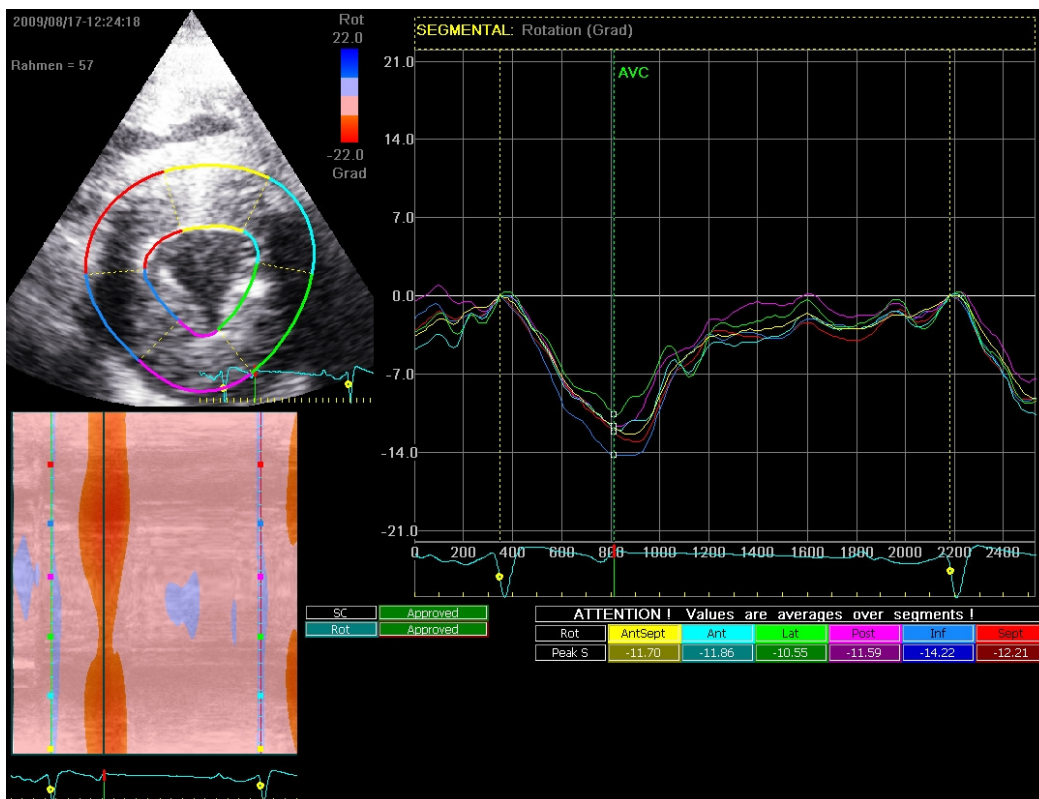 2009/08/17-12:24:18
Rahmen = 57
Rot
22.0
-22.0
Grad
SEGMENTAL: Rotation (Grad)
AVC
21.0
14.0
7.0
0.0
-7.0
-14.0
-21.0
0 200 400 800 1000 1200 1400 1600 1800 2000 2200 2400
SC Approved
Rot Approved
ATTENTION ! Values are averages over segments !
Rot AntSept Ant Lat Post Inf Sept
Peak S -11.70 -11.86 -10.55 -11.59 -14.22 -12.21